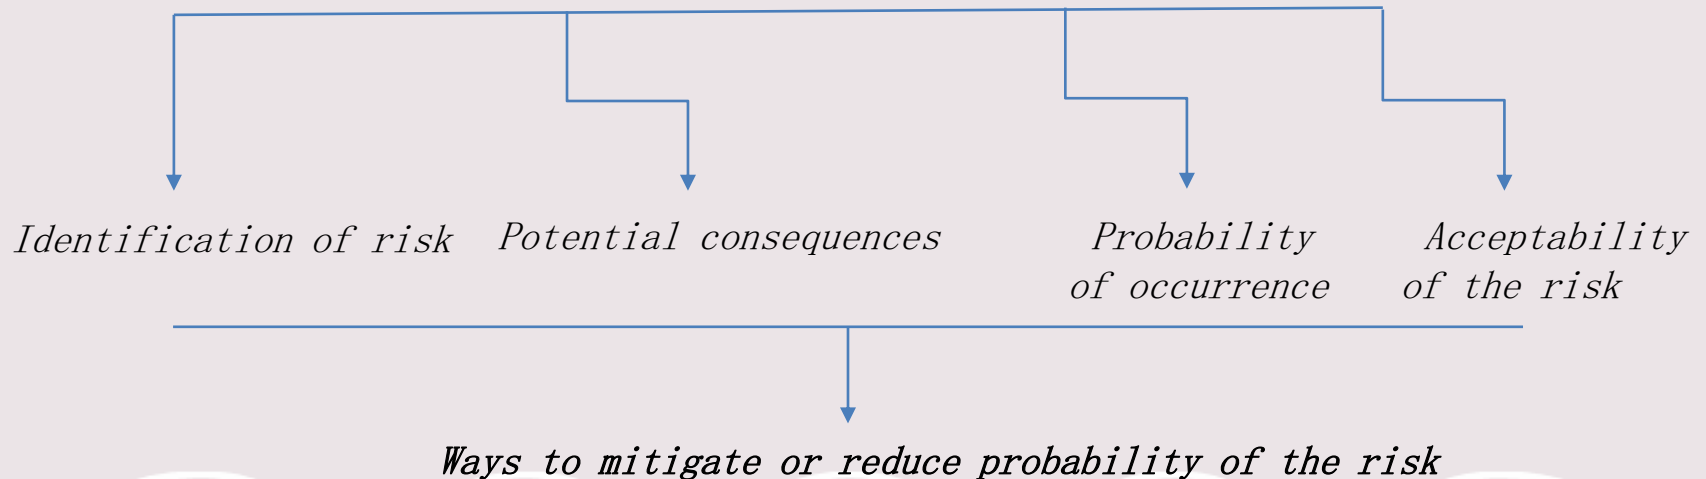 Identification of risk
Potential consequences
Probability
of occurrence
Acceptability
of the risk
Ways to mitigate or reduce probability of the risk